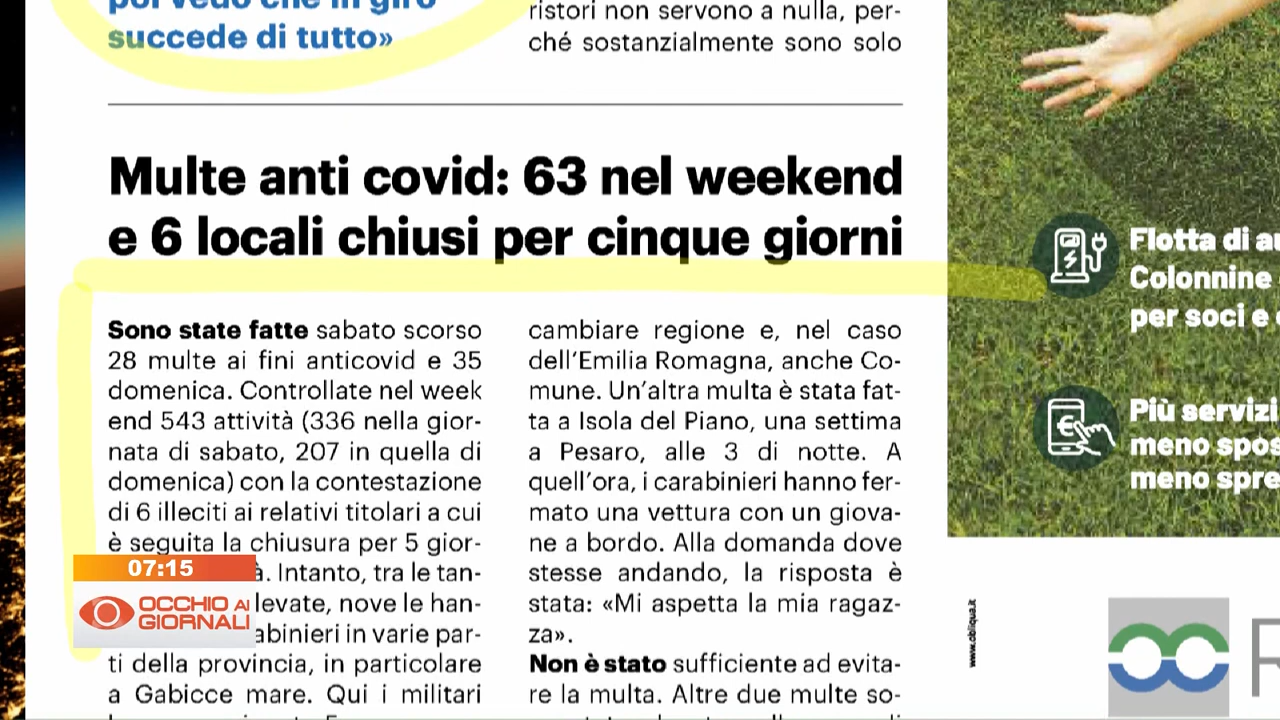 succede di tutto»
ristori non servono a nulla, per-
ché sostanzialmente sono solo
Multe anti covid: 63 nel weekend
e 6 locali chiusi per cinque giorni
Sono state fatte sabato scorso
28 multe ai fini anticovid e 35
domenica. Controllate nel week
end 543 attività (336 nella gior-
nata di sabato, 207 in quella di
domenica) con la contestazione
di 6 illeciti ai relativi titolari a cui
è seguita la chiusura per 5 gior-
Intanto, tra le tan-
levate, nove le han-
abinieri in varie par-
ti della provincia, in particolare
a Gabicce mare. Qui i militari
cambiare regione e, nel caso
dell'Emilia Romagna, anche Co-
mune. Un'altra multa è stata fat-
ta a Isola del Piano, una settima
a Pesaro, alle 3 di notte. A
quell'ora, i carabinieri hanno fer-
mato una vettura con un giova-
ne a bordo. Alla domanda dove
stesse andando, la risposta è
stata: «Mi aspetta la mia ragaz-
za».
Non è stato sufficiente ad evita-
re la multa. Altre due multe so-
Flotta di au
Colonnine
per soci e
Più servizi
meno spos
meno spre
www.obliqua.it
R
07:15
OCCHIO AI
GIORNALI